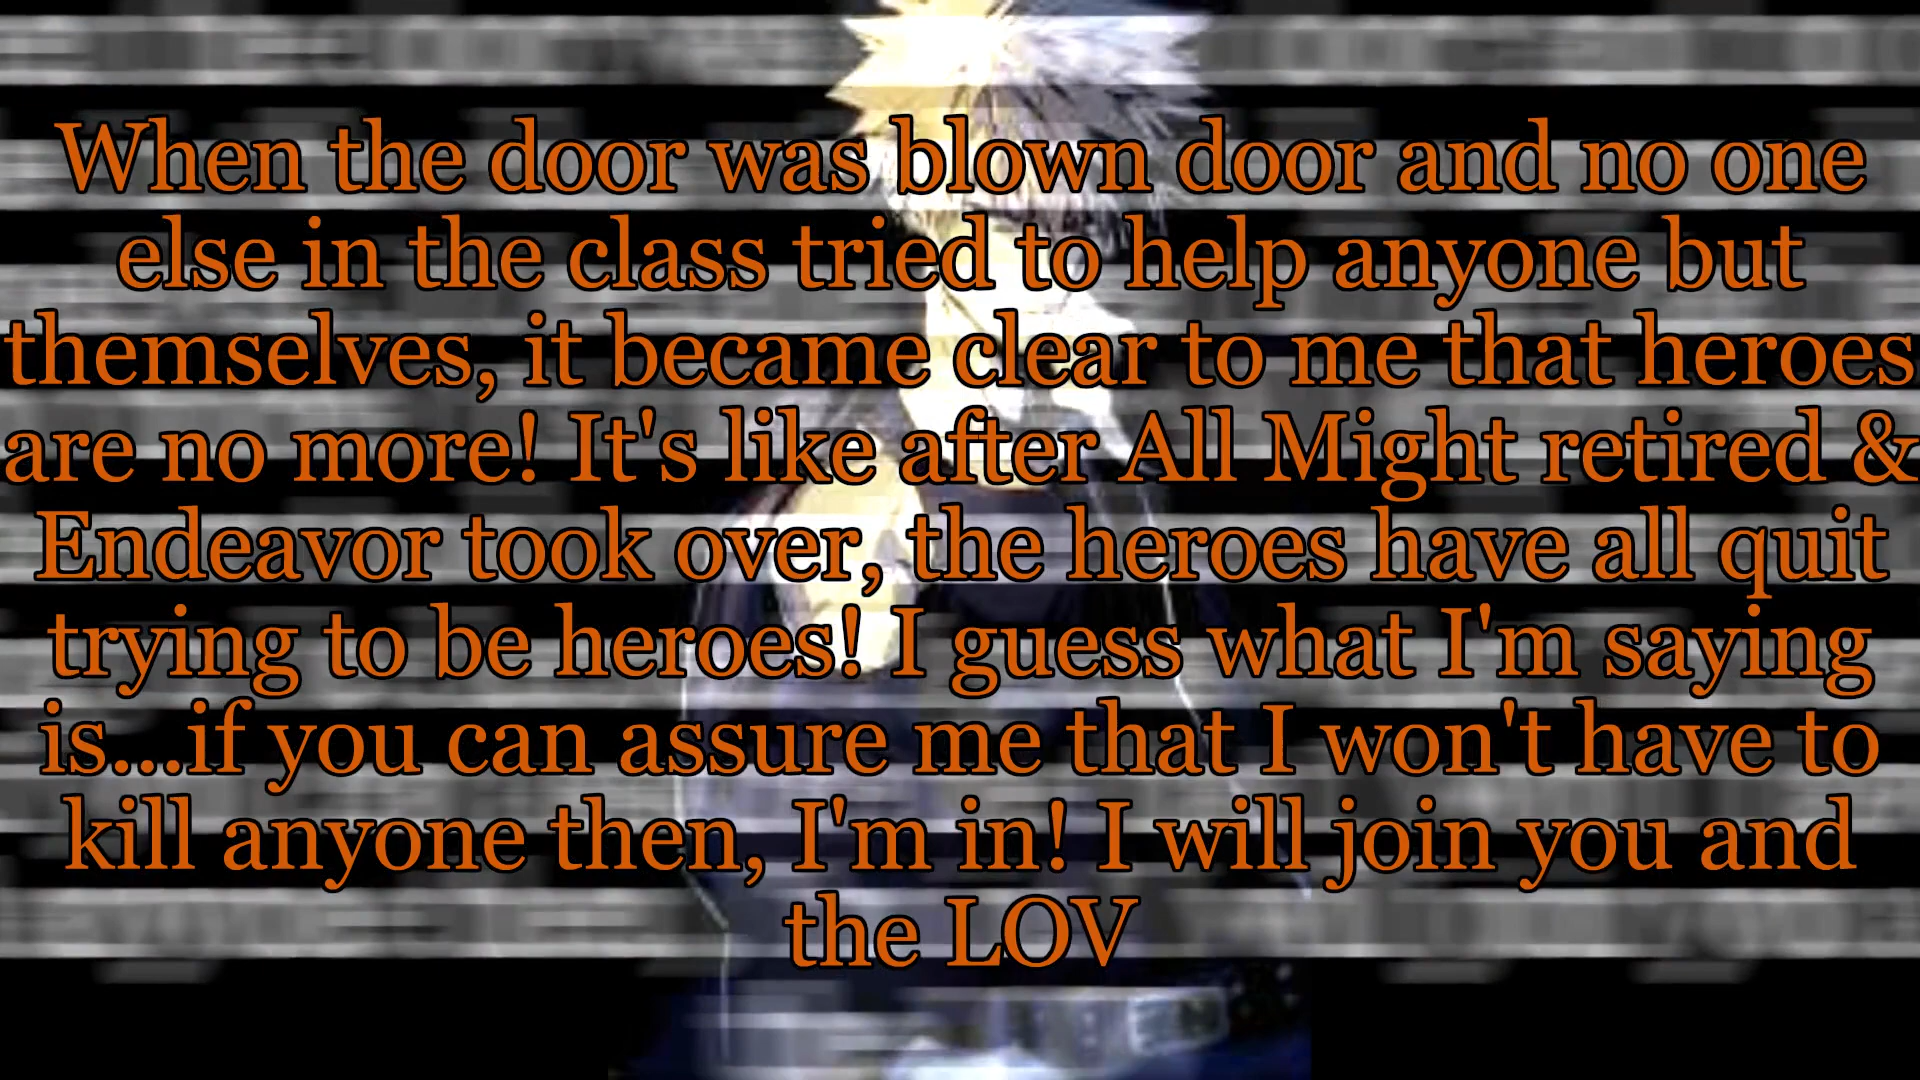 When the door was blown door and no one
else in the class tried to help anyone but
themselves, it became clear to me that heroes
are no more! It's like after All Might retired &
Endeavor took over, the heroes have all quit
trying to be heroes! I guess what I'm saying
is...if you can assure me that I won't have to
kill anyone then, I'm in! I will join you and
the LOV